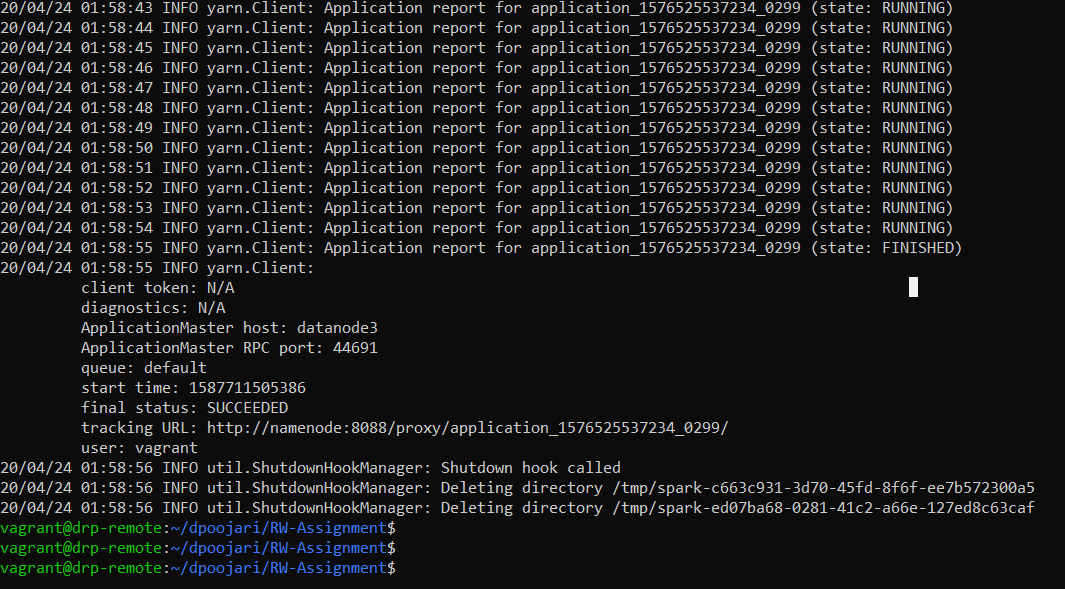 20/04/24 01:58:43 INFO yarn.Client: Application report for application_1576525537234_0299 (state: RUNNING)
20/04/24 01:58:44 INFO yarn.Client: Application report for application_1576525537234_0299 (state: RUNNING)
20/04/24 01:58:45 INFO yarn.Client: Application report for application_1576525537234_0299 (state: RUNNING)
20/04/24 01:58:46 INFO yarn.Client: Application report for application_1576525537234_0299 (state: RUNNING)
20/04/24 01:58:47 INFO yarn.Client: Application report for application_1576525537234_0299 (state: RUNNING)
20/04/24 01:58:48 INFO yarn.Client: Application report for application_1576525537234_0299 (state: RUNNING)
20/04/24 01:58:49 INFO yarn.Client: Application report for application_1576525537234_0299 (state: RUNNING)
20/04/24 01:58:50 INFO yarn.Client: Application report for application_1576525537234_0299 (state: RUNNING)
20/04/24 01:58:51 INFO yarn.Client: Application report for application_1576525537234_0299 (state: RUNNING)
20/04/24 01:58:52 INFO yarn.Client: Application report for application_1576525537234_0299 (state: RUNNING)
20/04/24 01:58:53 INFO yarn.Client: Application report for application_1576525537234_0299 (state: RUNNING)
20/04/24 01:58:54 INFO yarn.Client: Application report for application_1576525537234_0299 (state: RUNNING)
20/04/24 01:58:55 INFO yarn.Client: Application report for application_1576525537234_0299 (state: FINISHED)
20/04/24 01:58:55 INFO yarn.Client:
client token: N/A
diagnostics: N/A
ApplicationMaster host: datanode3
ApplicationMaster RPC port: 44691
queue: default
start time: 1587711505386
final status: SUCCEEDED
tracking URL: http://namenode:8088/proxy/application_1576525537234_0299/
user: vagrant
20/04/24 01:58:56 INFO util.ShutdownHookManager: Shutdown hook called
20/04/24 01:58:56 INFO util.ShutdownHookManager: Deleting directory /tmp/spark-c663c931-3d70-45fd-8f6f-ee7b572300a5
20/04/24 01:58:56 INFO util.ShutdownHookManager: Deleting directory /tmp/spark-ed07ba68-0281-41c2-a66e-127ed8c63caf
vagrant@drp-remote:~/dpoojari/RW-Assignment$
vagrant@drp-remote:~/dpoojari/RW-Assignment$
vagrant@drp-remote:~/dpoojari/RW-Assignment$